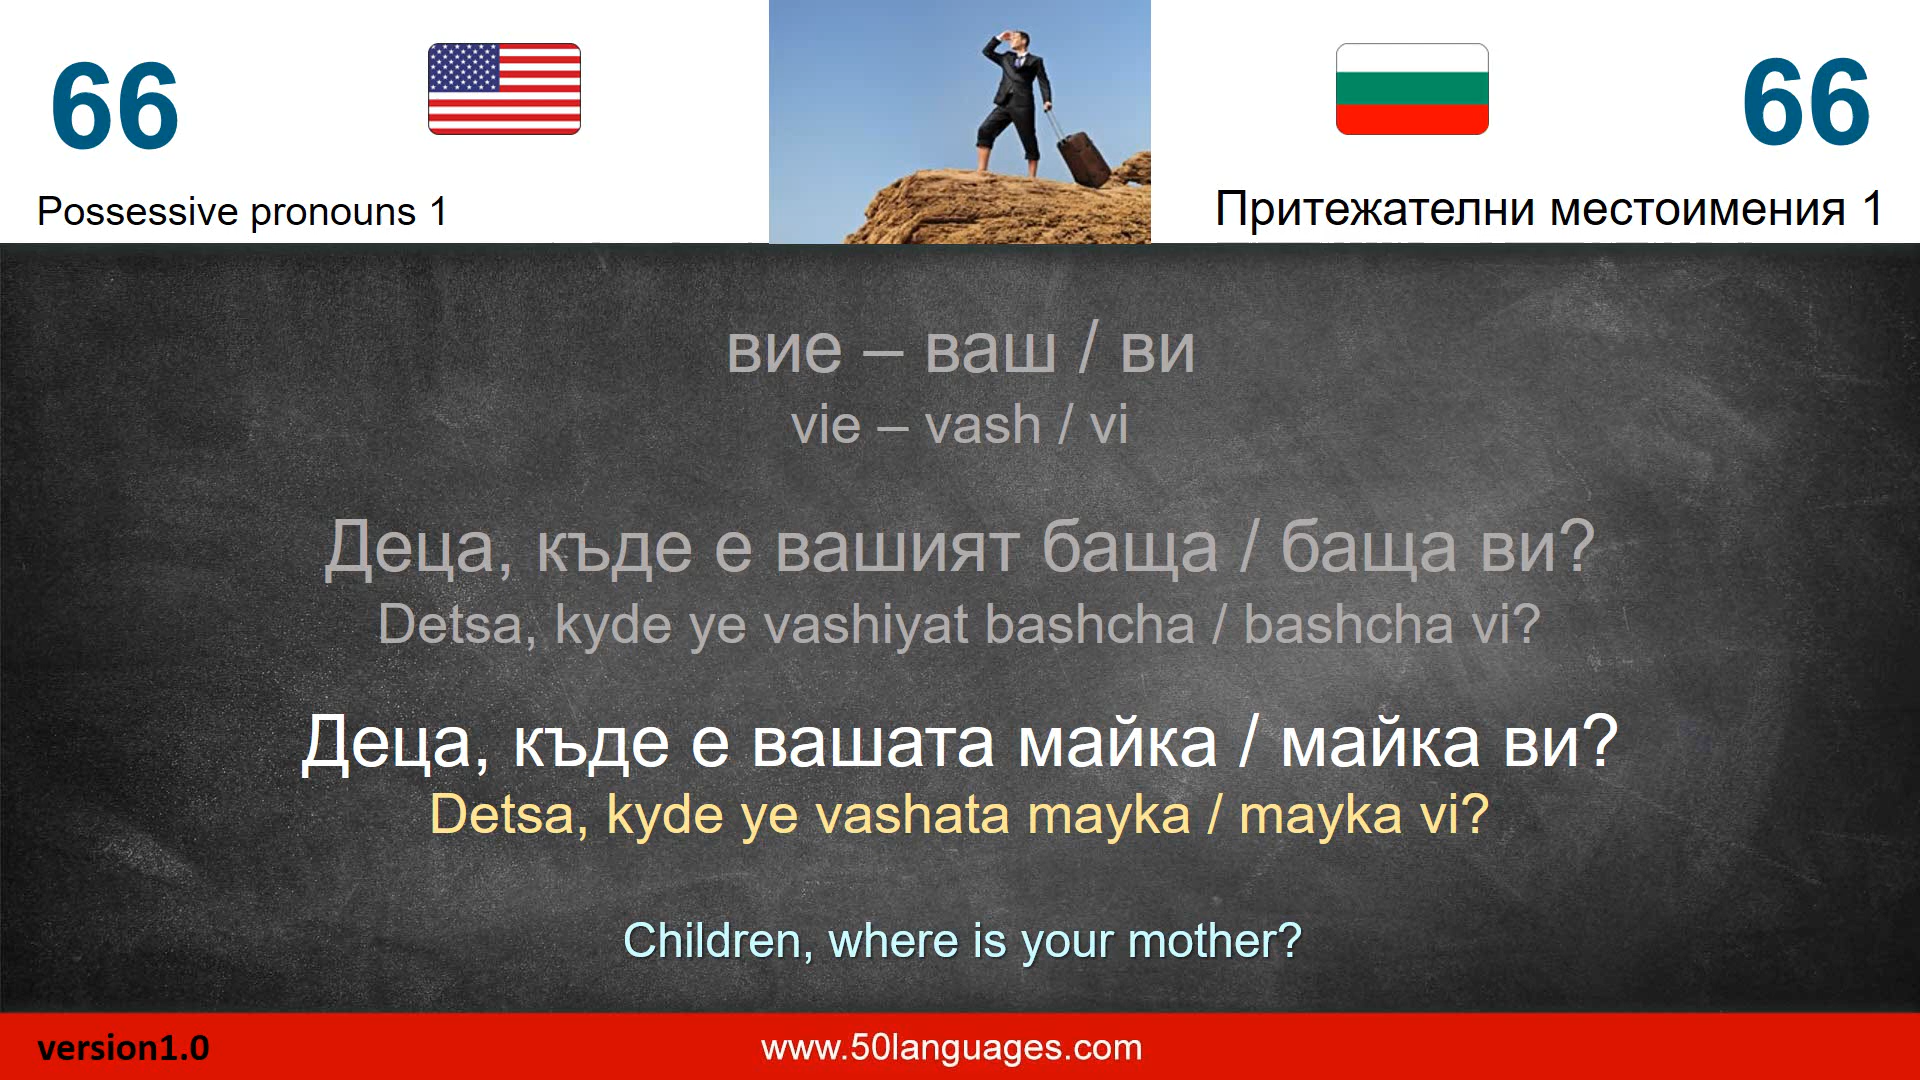 66
66
Possessive pronouns 1
Притежателни местоимения 1
вие – ваш / ви
vie – vash / vi
Деца, къде е вашият баща / баща ви?
Detsa, kyde ye vashiyat bashcha / bashcha vi?
Деца, къде е вашата майка / майка ви?
Detsa, kyde ye vashata mayka / mayka vi?
Children, where is your mother?
version1.0
www.50languages.com